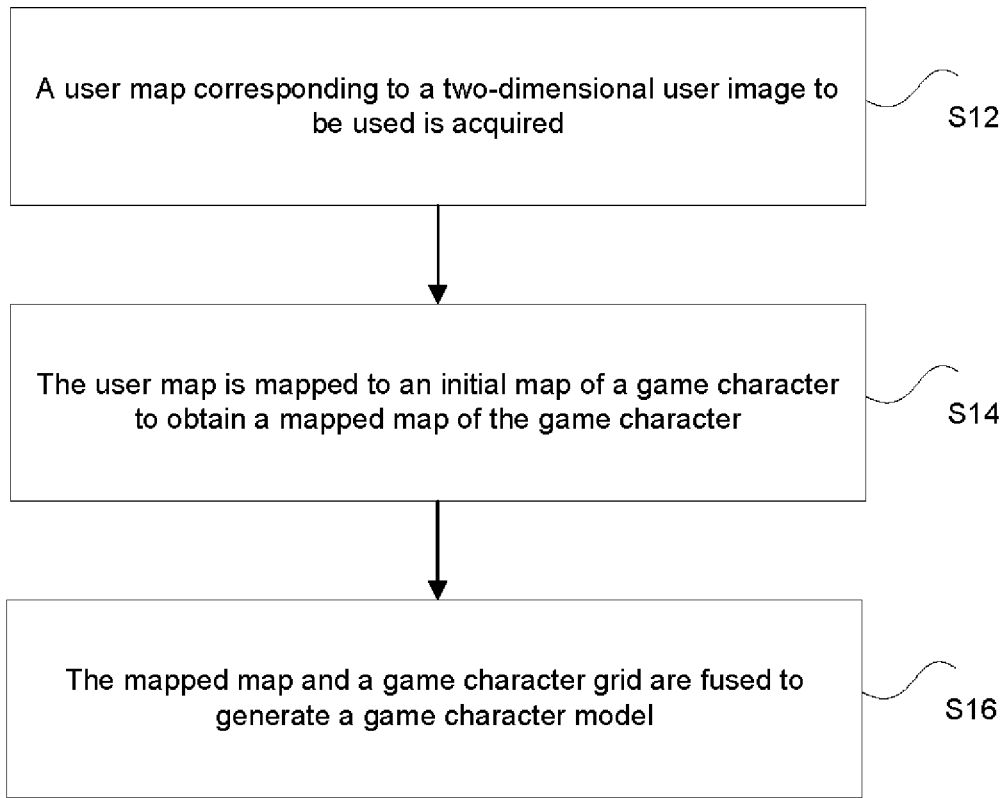 A user map corresponding to a two-dimensional user image to
be used is acquired
S12
The user map is mapped to an initial map of a game character
to obtain a mapped map of the game character
S14
The mapped map and a game character grid are fused to
generate a game character model
S16